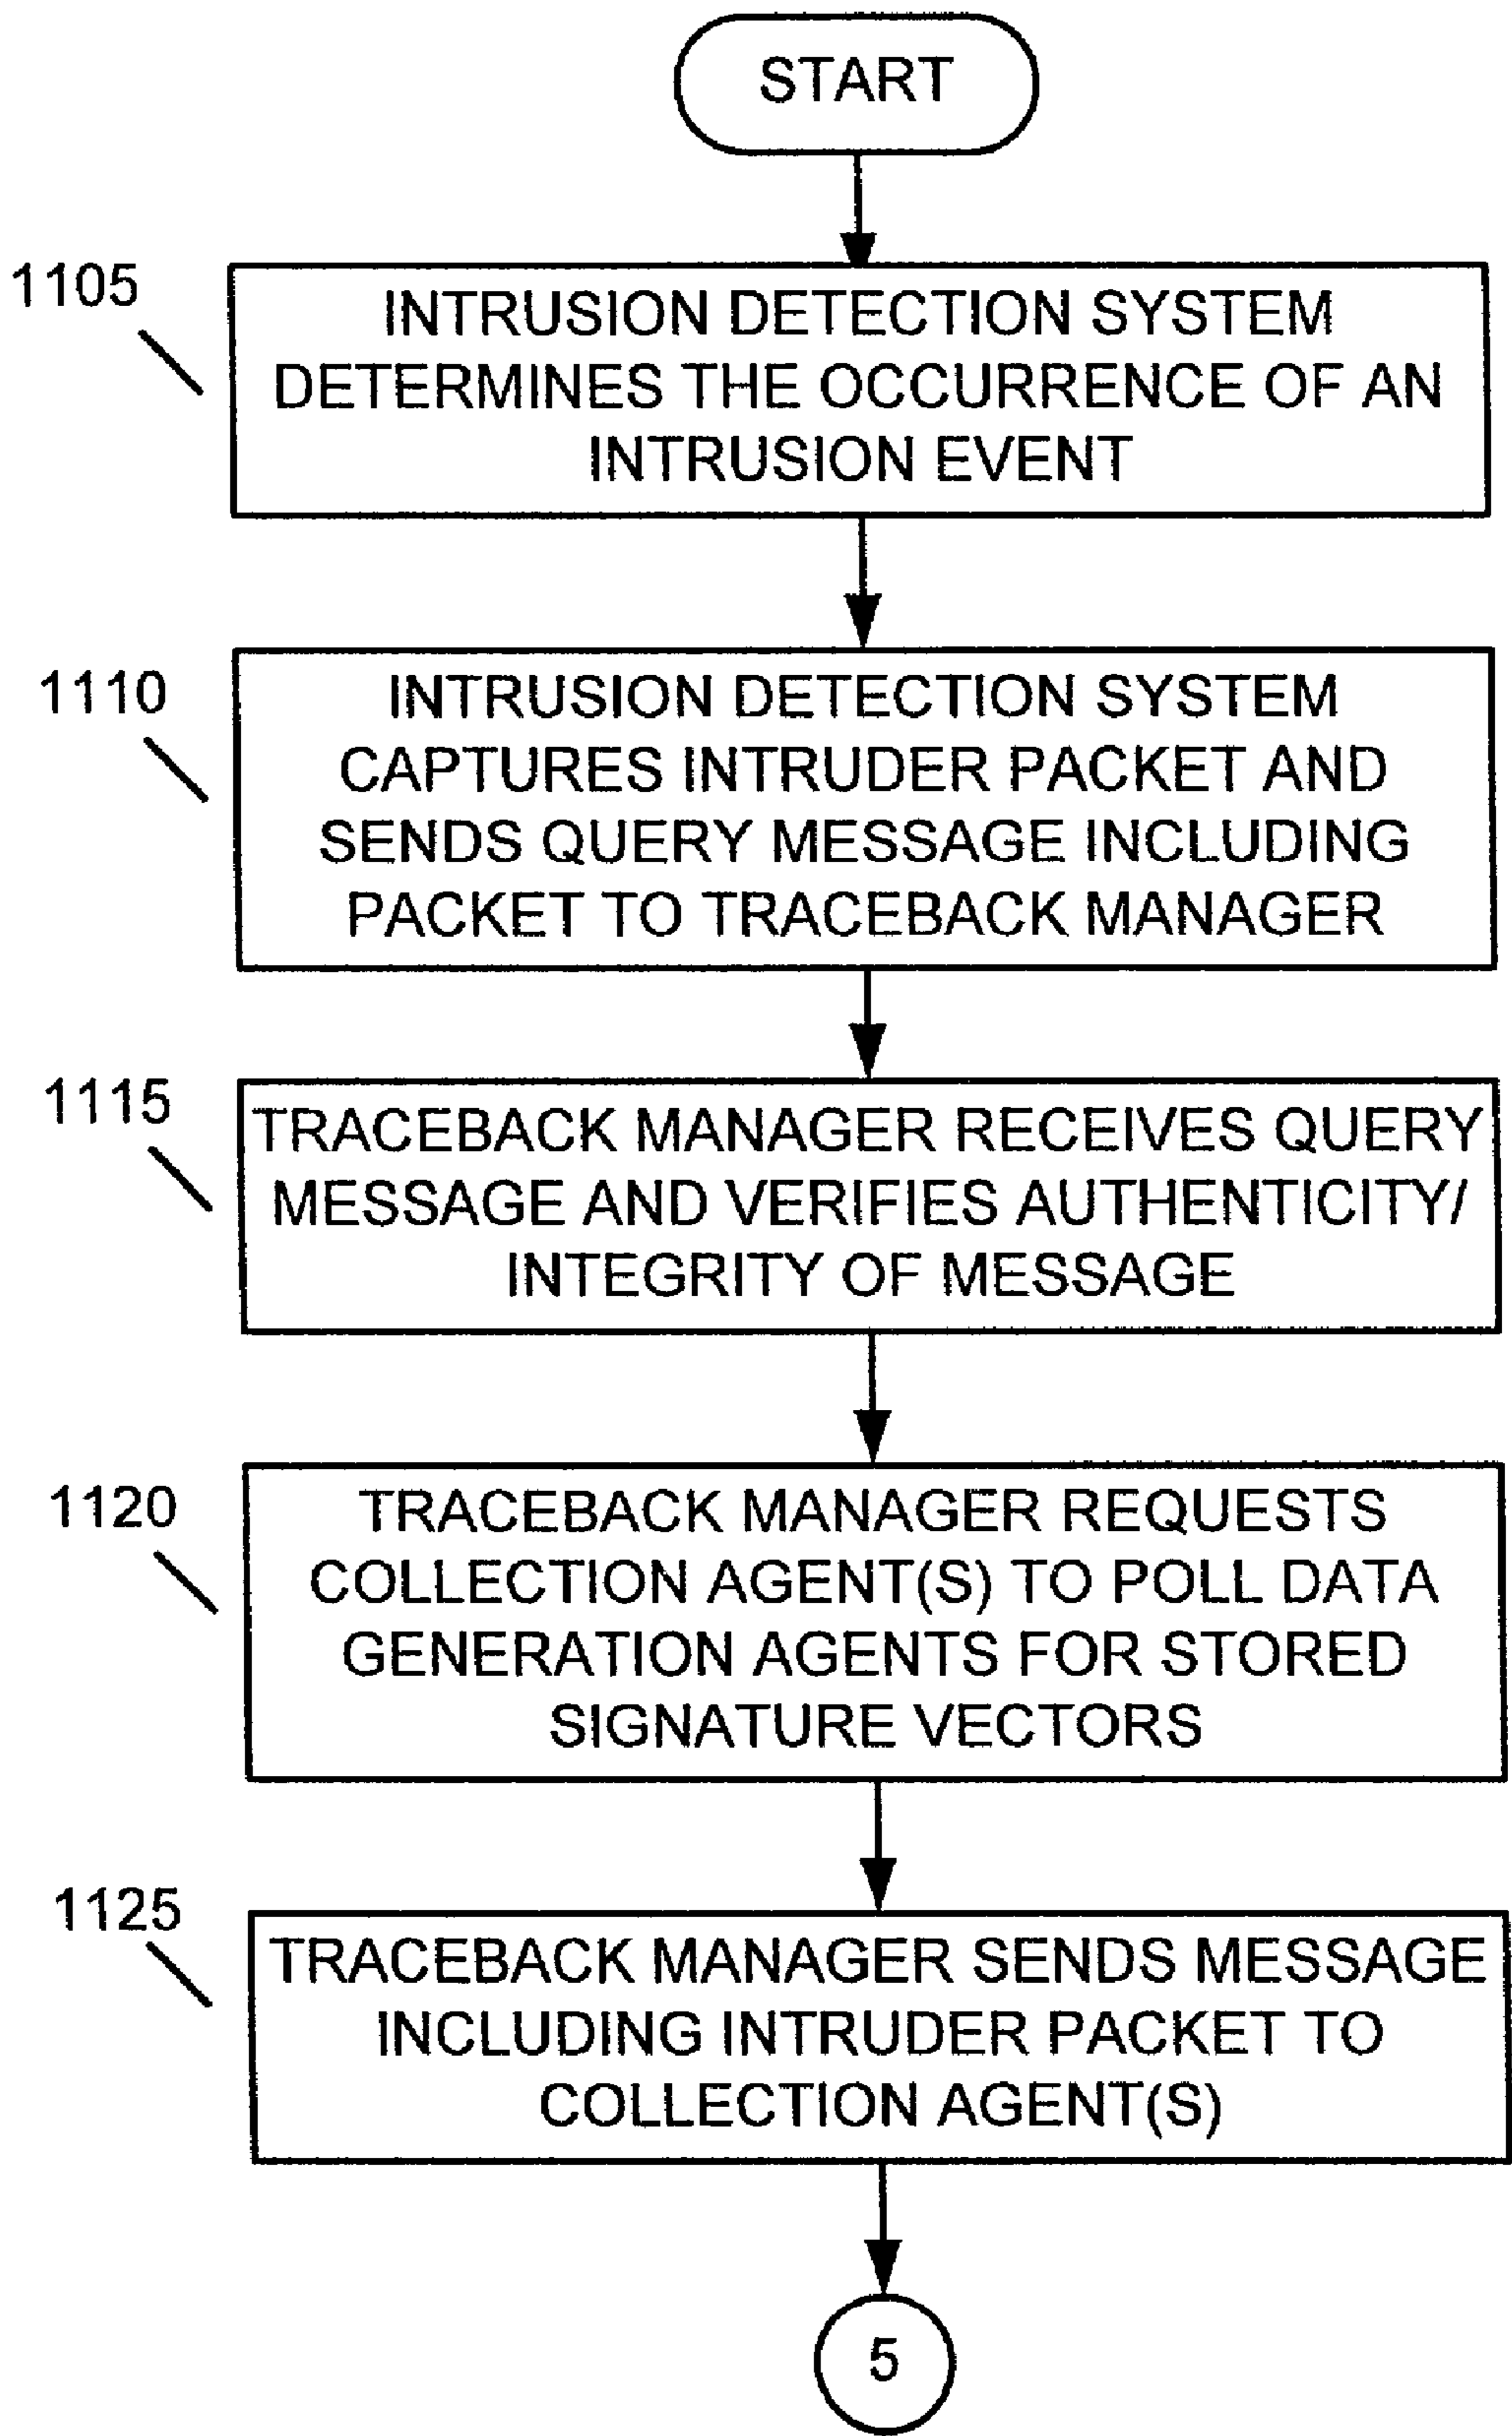 START
1105
INTRUSION DETECTION SYSTEM
DETERMINES THE OCCURRENCE OF AN
INTRUSION EVENT
1110
INTRUSION DETECTION SYSTEM
CAPTURES INTRUDER PACKET AND
SENDS QUERY MESSAGE INCLUDING
PACKET TO TRACEBACK MANAGER
1115
TRACEBACK MANAGER RECEIVES QUERY
MESSAGE AND VERIFIES AUTHENTICITY/
INTEGRITY OF MESSAGE
1120
TRACEBACK MANAGER REQUESTS
COLLECTION AGENT(S) TO POLL DATA
GENERATION AGENTS FOR STORED
SIGNATURE VECTORS
1125
TRACEBACK MANAGER SENDS MESSAGE
INCLUDING INTRUDER PACKET TO
COLLECTION AGENT(S)
5